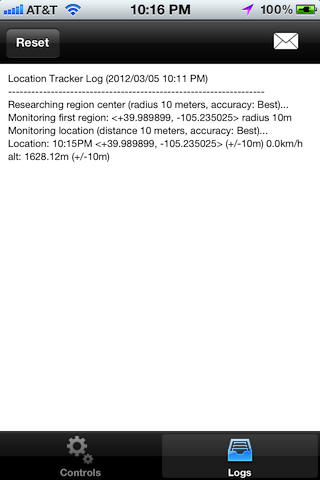 AT&T 10:16 PM 100%
Reset
Location Tracker Log (2012/03/05 10:11 PM)
------------------------------------------------------------------
Researching region center (radius 10 meters, accuracy: Best)...
Monitoring first region: <+39.989899, -105.235025> radius 10m
Monitoring location (distance 10 meters, accuracy: Best)...
Location: 10:15PM <+39.989899, -105.235025> (+/-10m) 0.0km/h
alt: 1628.12m (+/-10m)
Controls Logs